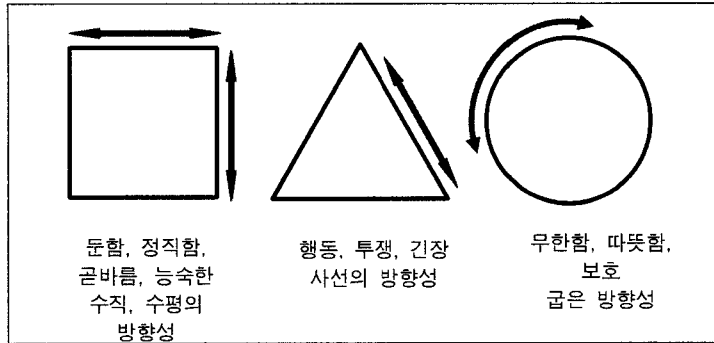 둔함, 정직함,
곧바름, 능숙한
수직, 수평의
방향성
행동, 투쟁, 긴장
사선의 방향성
무한함, 따뜻함,
보호
굽은 방향성